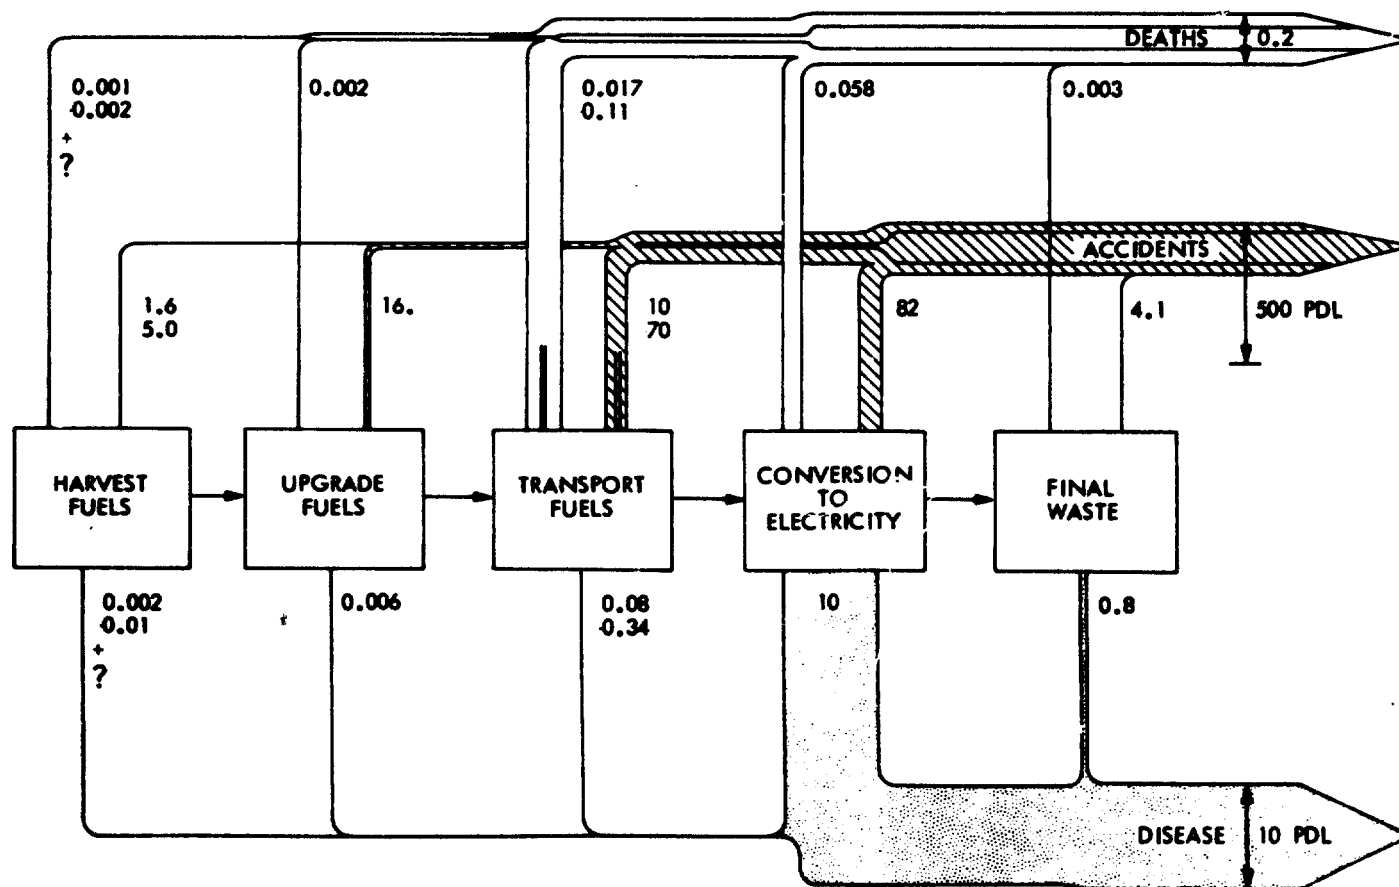 DEATHS 0.2
0.001
0.002
+
?
0.002
0.017
0.11
0.058
0.003
ACCIDENTS
1.6
5.0
16.
10
70
82
4.1
500 PDL
HARVEST
FUELS
UPGRADE
FUELS
TRANSPORT
FUELS
CONVERSION
TO
ELECTRICITY
FINAL
WASTE
0.002
0.01
+
?
0.006
0.08
0.34
10
0.8
DISEASE 10 PDL